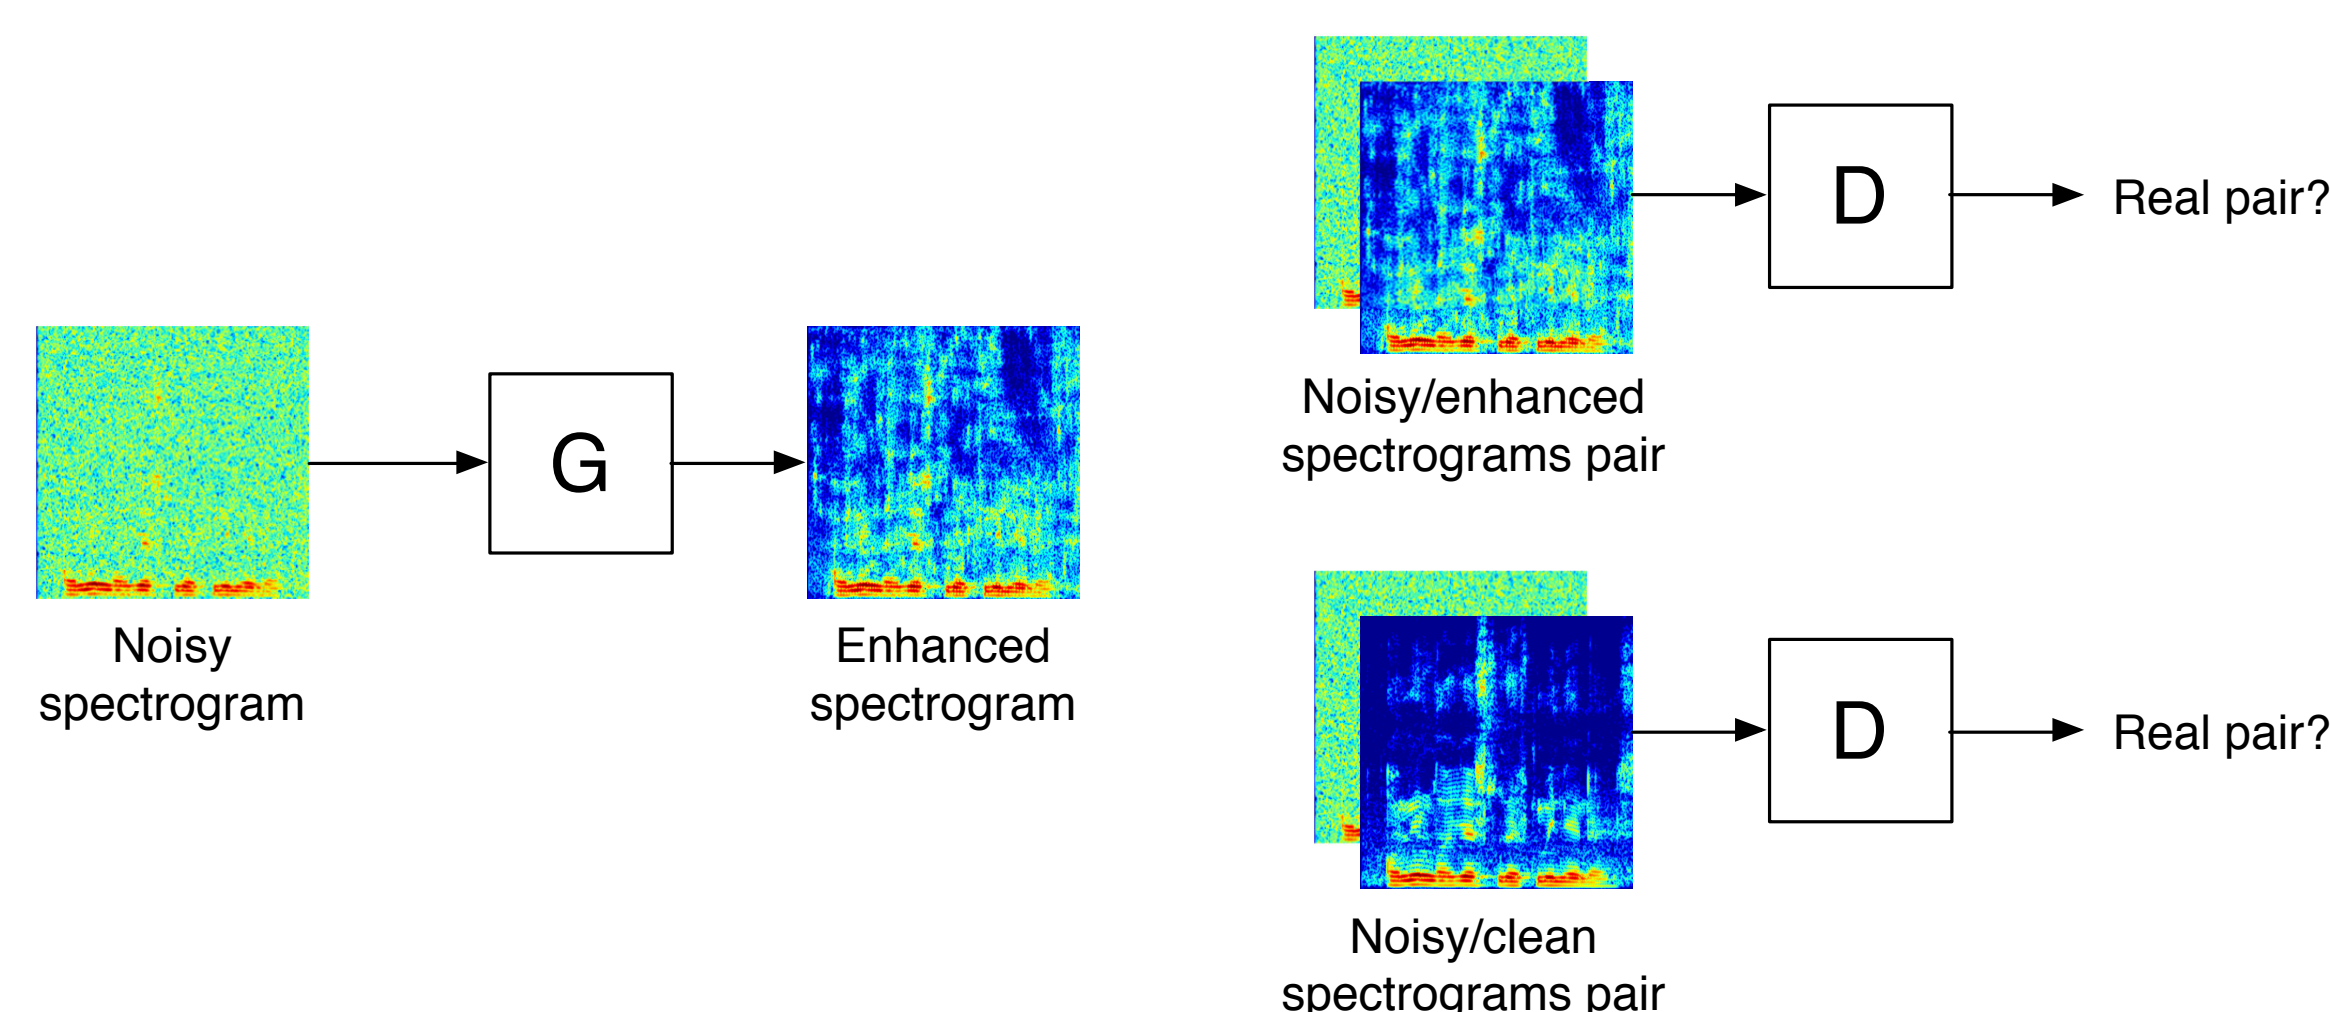 Noisy
spectrogram
G
Enhanced
spectrogram
Noisy/enhanced
spectrograms pair
D
Real pair?
Noisy/clean
spectrograms pair
D
Real pair?